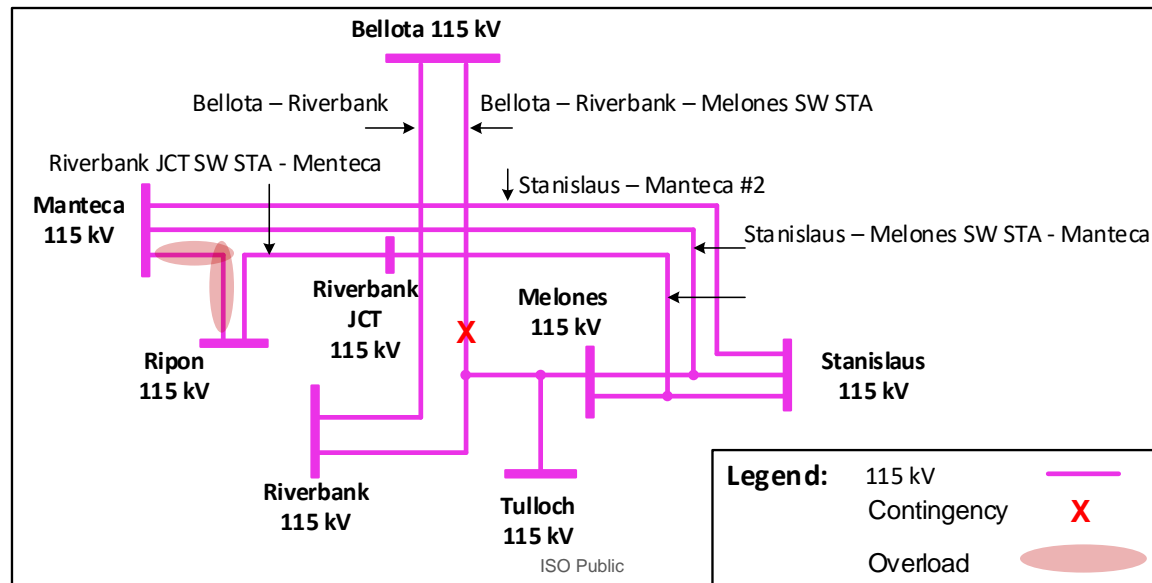 Bellota 115 kV
Bellota – Riverbank
Bellota – Riverbank – Melones SW STA
Riverbank JCT SW STA - Menteca
Stanislaus – Manteca #2
Manteca
115 kV
Stanislaus – Melones SW STA - Manteca
Riverbank
JCT
115 kV
Melones
115 kV
Ripon
115 kV
Stanislaus
115 kV
X
Riverbank
115 kV
Tulloch
115 kV
Legend:
115 kV
Contingency
X
Overload
ISO Public